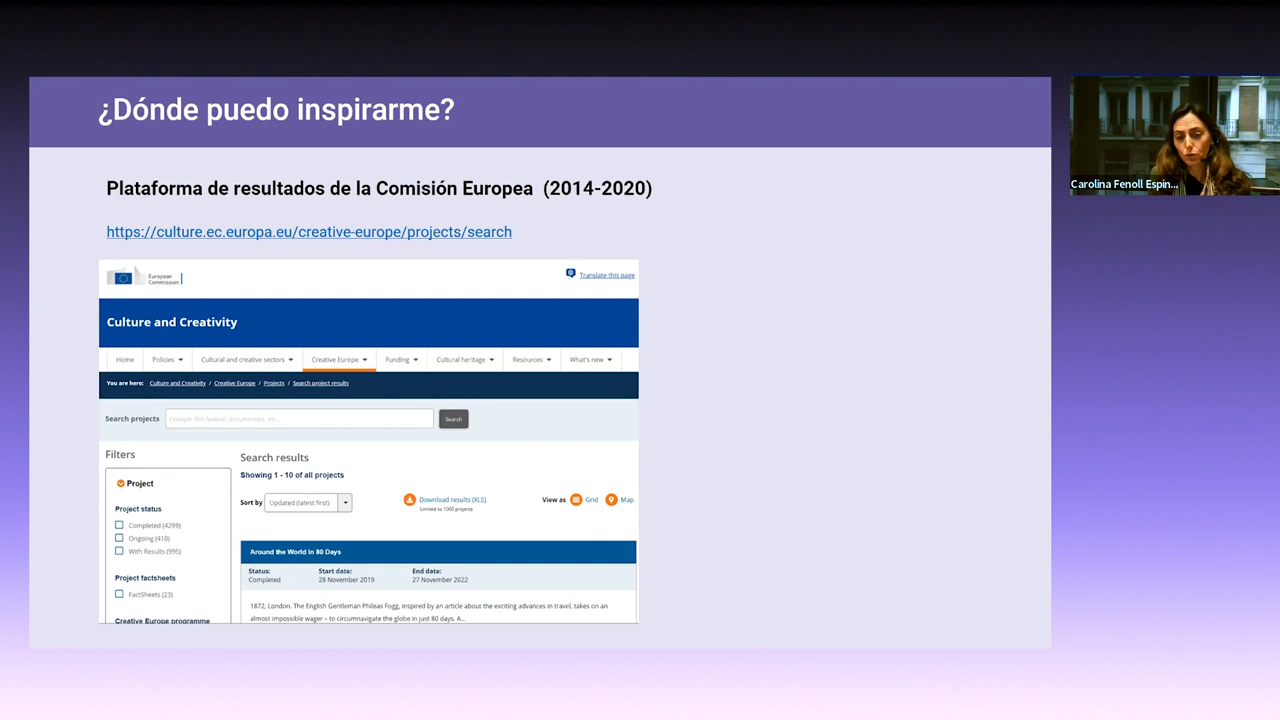 ¿Dónde puedo inspirarme?
Plataforma de resultados de la Comisión Europea (2014-2020)
https://culture.ec.europa.eu/creative-europe/projects/search
European
Commission
Translate this page
Culture and Creativity
Home Policies Cultural and creative sectors Creative Europe Funding Cultural heritage Resources What's new
You are here: Culture and Creativity / Creative Europe / Projects / Search project results
Search projects Example: film festival, documentary, etc... Search
Filters
Project
Project status
Completed (4299)
Ongoing (410)
With Results (995)
Project factsheets
FactSheets (23)
Creative Europe programme
Search results
Showing 1 - 10 of all projects
Sort by Updated (latest first) Download results (XLS) View as Grid Map
Limited to 1000 projects
Around the World in 80 Days
Status: Start date: End date:
Completed 28 November 2019 27 November 2022
1872, London. The English Gentleman Phileas Fogg, inspired by an article about the exciting advances in travel, takes on an
almost impossible wager – to circumnavigate the globe in just 80 days. A...
Carolina Fenoll Espin...